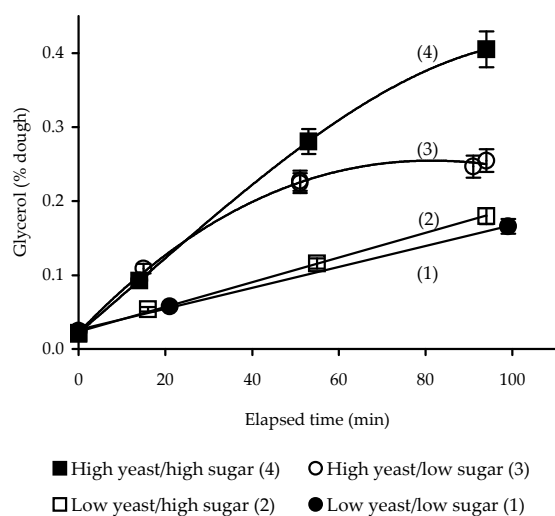 0.4
0.3
0.2
0.1
0.0
Glycerol (% dough)
(4)
(3)
(2)
(1)
0 20 40 60 80 100
Elapsed time (min)
High yeast/high sugar (4) High yeast/low sugar (3)
Low yeast/high sugar (2) Low yeast/low sugar (1)